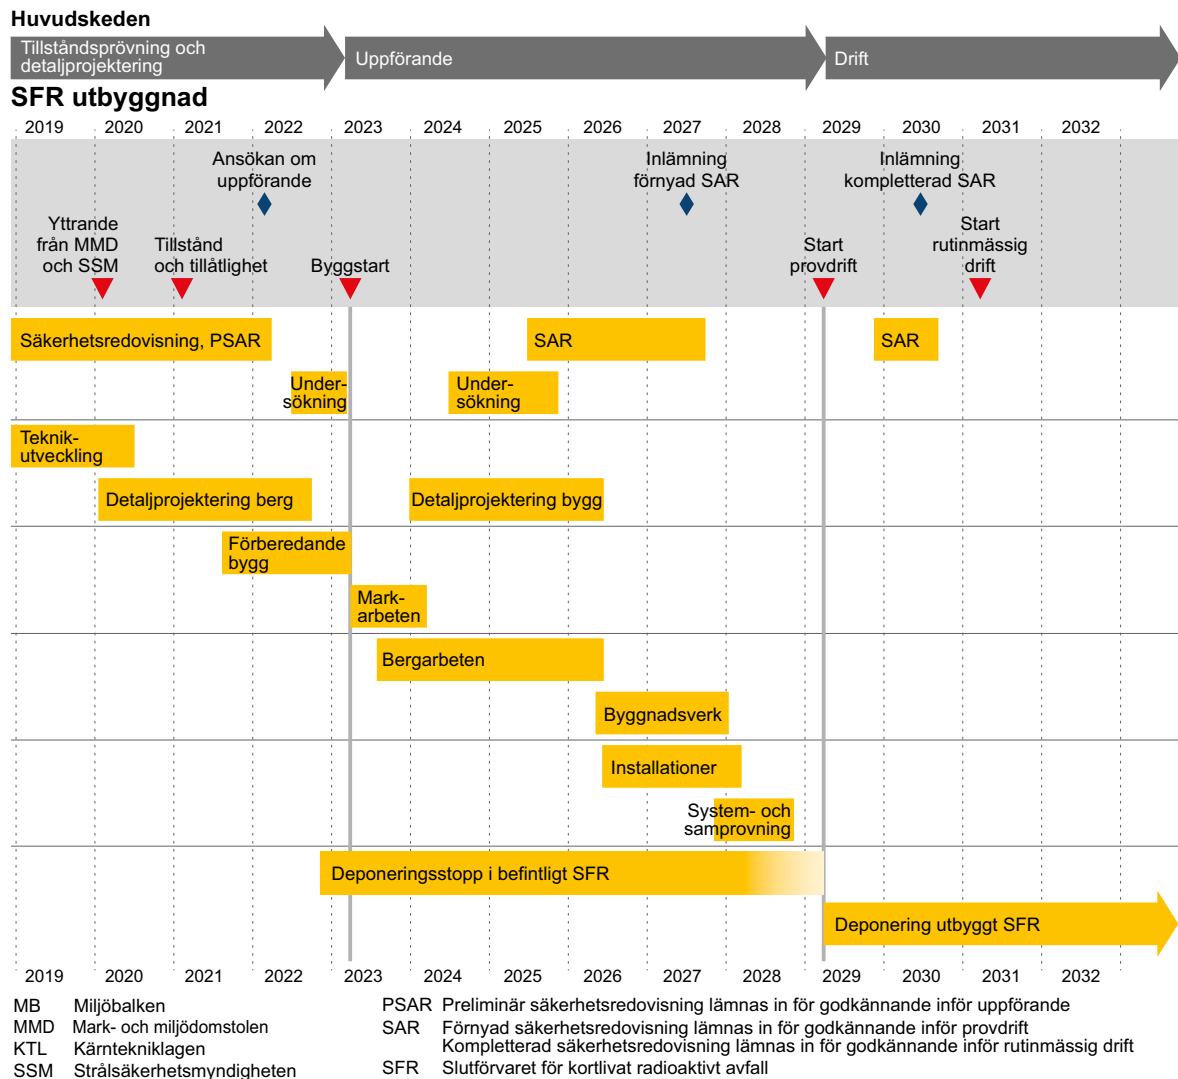 Huvudskeden
Tillståndsprövning och
detaljprojektering
Uppförande
Drift
SFR utbyggnad
2019 2020 2021 2022 2023 2024 2025 2026 2027 2028 2029 2030 2031 2032
Ansökan om
uppförande
Inlämning
förnyad SAR
Inlämning
kompletterad SAR
Yttrande
från MMD
och SSM
Tillstånd
och tillåtlighet
Byggstart
Start
provdrift
Start
rutinmässig
drift
Säkerhetsredovisning, PSAR
SAR
SAR
Under-
sökning
Under-
sökning
Teknik-
utveckling
Detaljprojektering berg
Detaljprojektering bygg
Förberedande
bygg
Mark-
arbeten
Bergarbeten
Byggnadsverk
Installationer
System- och
samprovning
Deponeringsstopp i befintligt SFR
Deponering utbyggt SFR
2019 2020 2021 2022 2023 2024 2025 2026 2027 2028 2029 2030 2031 2032
MB Miljöbalken
MMD Mark- och miljödomstolen
KTL Kärntekniklagen
SSM Strålsäkerhetsmyndigheten
PSAR Preliminär säkerhetsredovisning lämnas in för godkännande inför uppförande
SAR Förnyad säkerhetsredovisning lämnas in för godkännande inför provdrift
Kompletterad säkerhetsredovisning lämnas in för godkännande inför rutinmässig drift
SFR Slutförvaret för kortlivat radioaktivt avfall